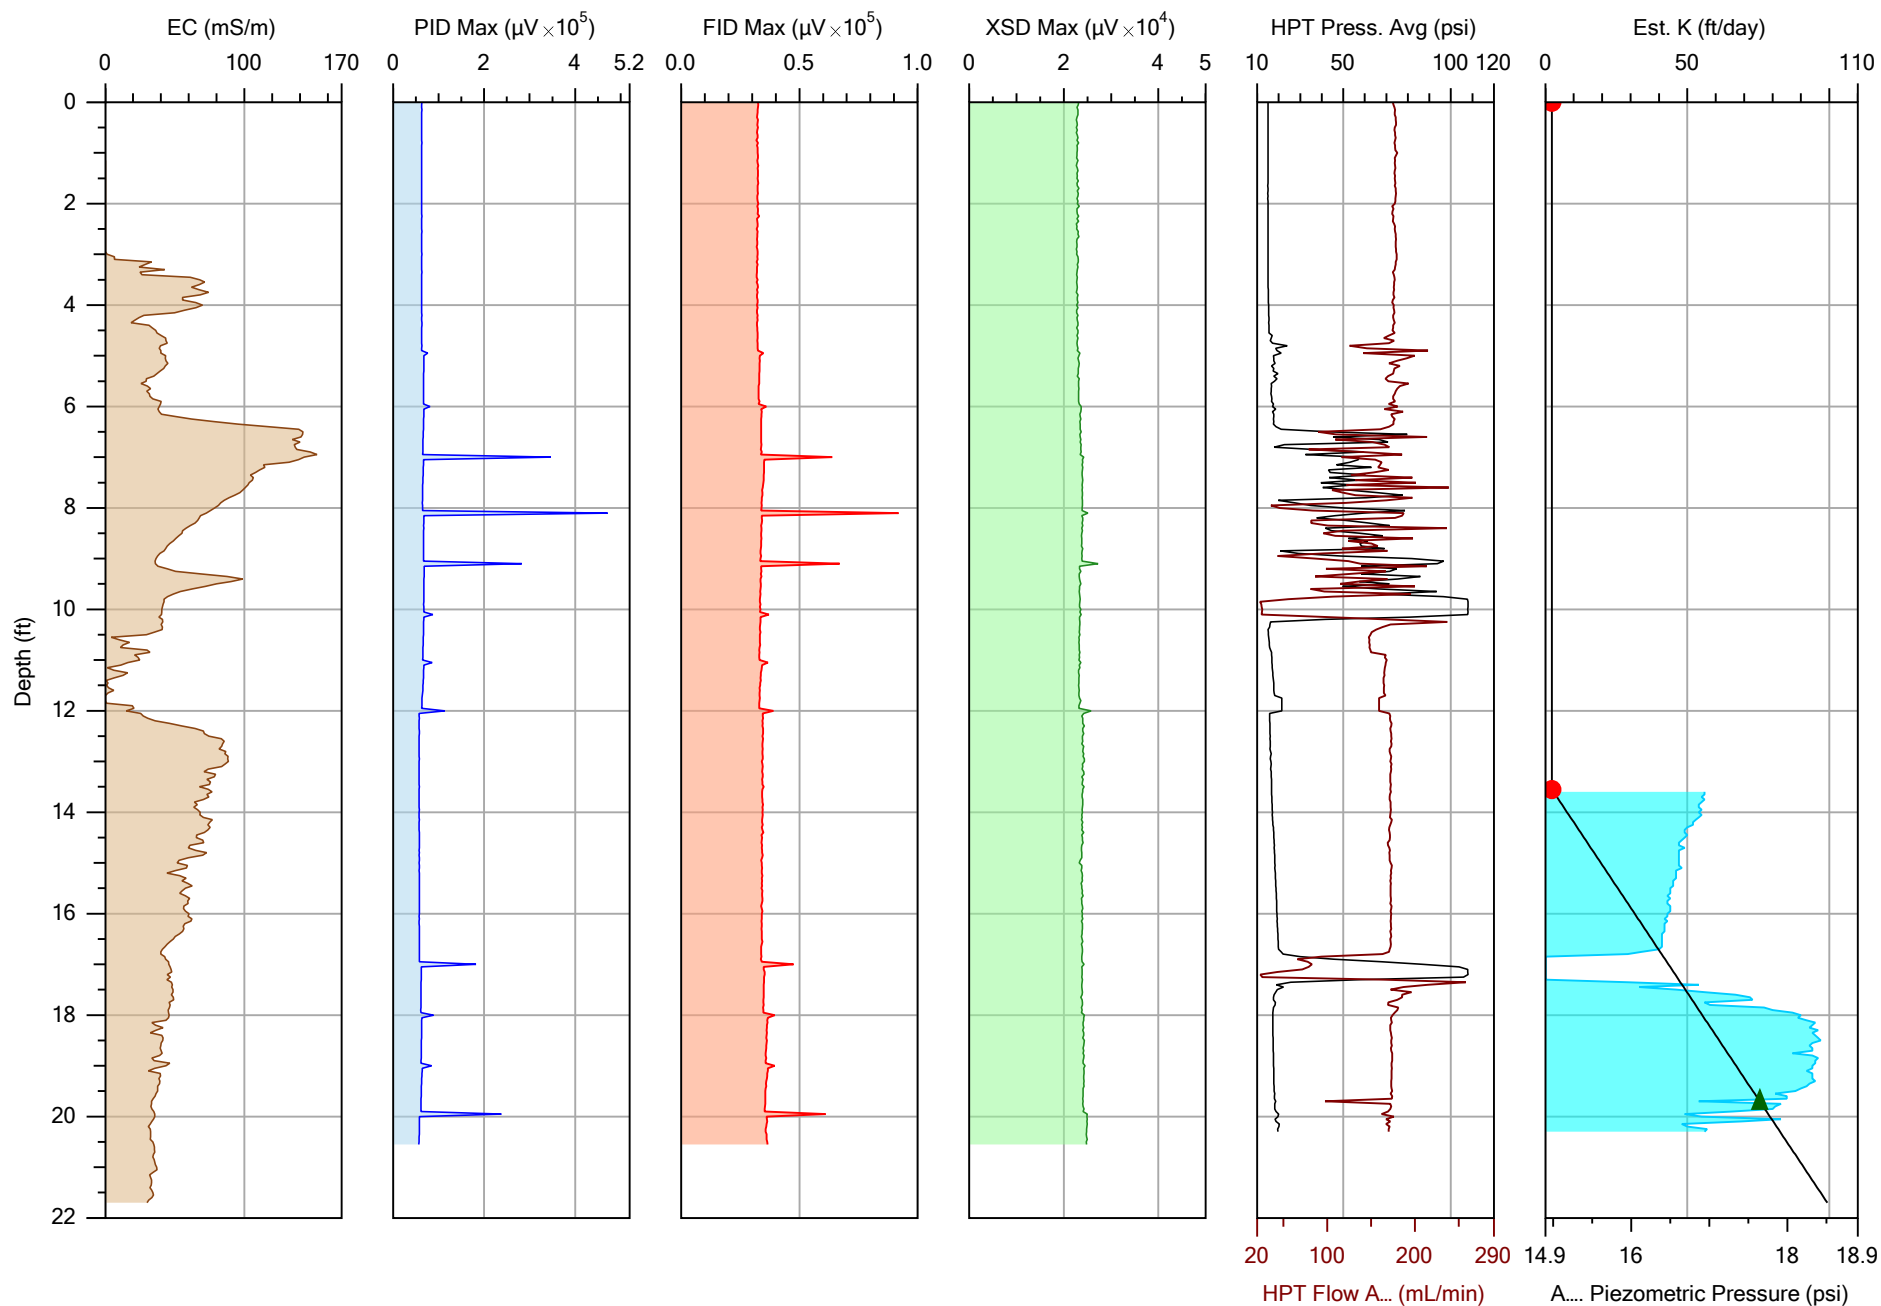 EC (mS/m) PID Max (µV ×10⁵) FID Max (µV ×10⁵) XSD Max (µV ×10⁴) HPT Press. Avg (psi) Est. K (ft/day)
0 100 170 0 2 4 5.2 0.0 0.5 1.0 0 2 4 5 10 50 100 120 0 50 110
0
2
4
6
8
10
12
14
16
18
20
22
Depth (ft)
20 100 200 290 14.9 16 18 18.9
HPT Flow A... (mL/min) A.... Piezometric Pressure (psi)